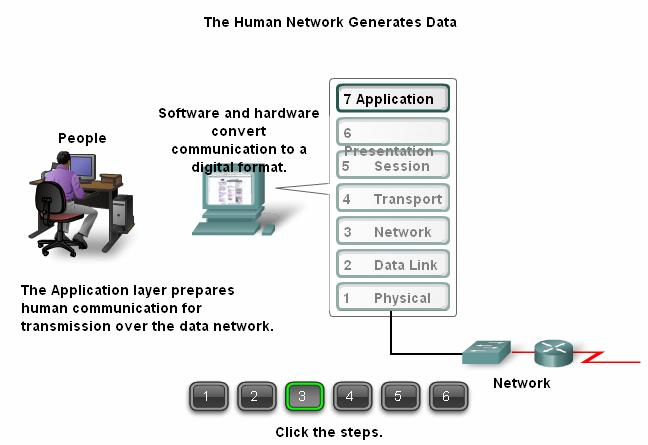 The Human Network Generates Data
7 Application
Software and hardware
convert
communication to a
digital format.
6
Presentation
People
5 Session
4 Transport
3 Network
2 Data Link
1 Physical
The Application layer prepares
human communication for
transmission over the data network.
Network
1 2 3 4 5 6
Click the steps.